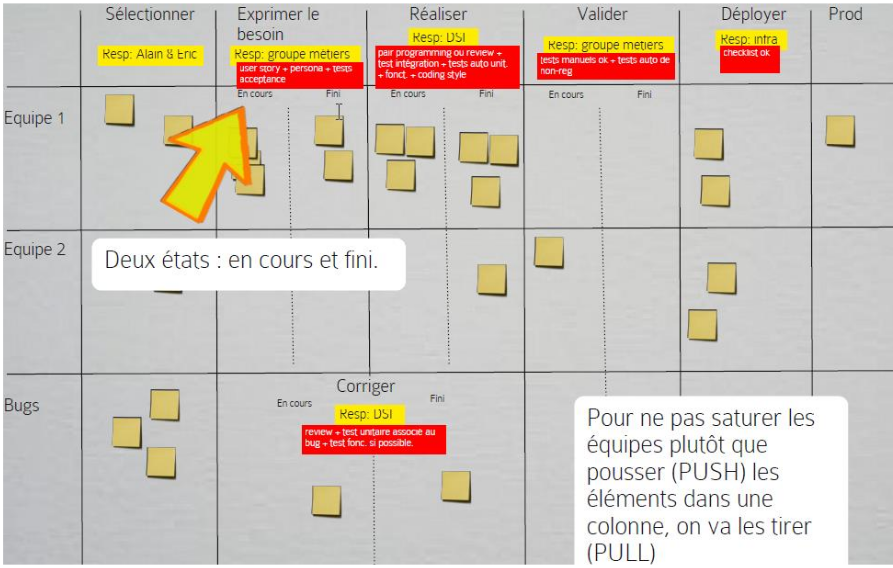 Sélectionner
Resp: Alain & Eric
Exprimer le
besoin
Resp: groupe métiers
user story + persona + tests
acceptance
En cours
Fini
Réaliser
Resp: DSI
pair programming ou review +
test intégration + tests auto unit.
+ fonct. + coding style
En cours
Fini
Valider
Resp: groupe metiers
tests manuels ok + tests auto de
non-reg
En cours
Fini
Déployer
Resp: infra
checklist ok
Prod
Equipe 1
Deux états : en cours et fini.
Equipe 2
Bugs
Corriger
En cours
Fini
Resp: DSI
review + test unitaire associé au
bug + test fonc. si possible.
Pour ne pas saturer les
équipes plutôt que
pousser (PUSH) les
éléments dans une
colonne, on va les tirer
(PULL)